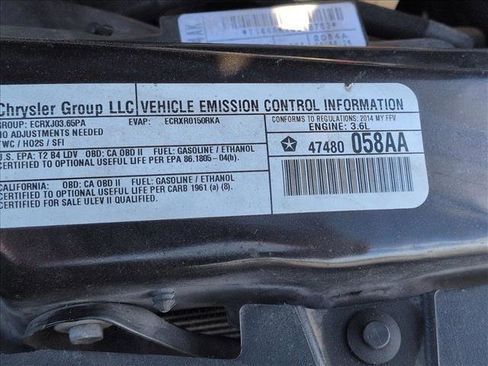 2084A
Chrysler Group LLC VEHICLE EMISSION CONTROL INFORMATION
GROUP: ECRXJ03.65PA EVAP: ECRXR0150RKA CONFORMS TO REGULATIONS: 2014 MY FFV
NO ADJUSTMENTS NEEDED ENGINE: 3.6L
TWC / HO2S / SFI
47480 058AA
U.S. EPA: T2 B4 LDV OBD: CA OBD II FUEL: GASOLINE / ETHANOL
CERTIFIED TO OPTIONAL USEFUL LIFE PER EPA 86.1805-04(b).
CALIFORNIA: OBD: CA OBD II FUEL: GASOLINE / ETHANOL
CERTIFIED TO OPTIONAL USEFUL LIFE PER CARB 1961 (a) (8).
CERTIFIED FOR SALE ULEV II QUALIFIED.